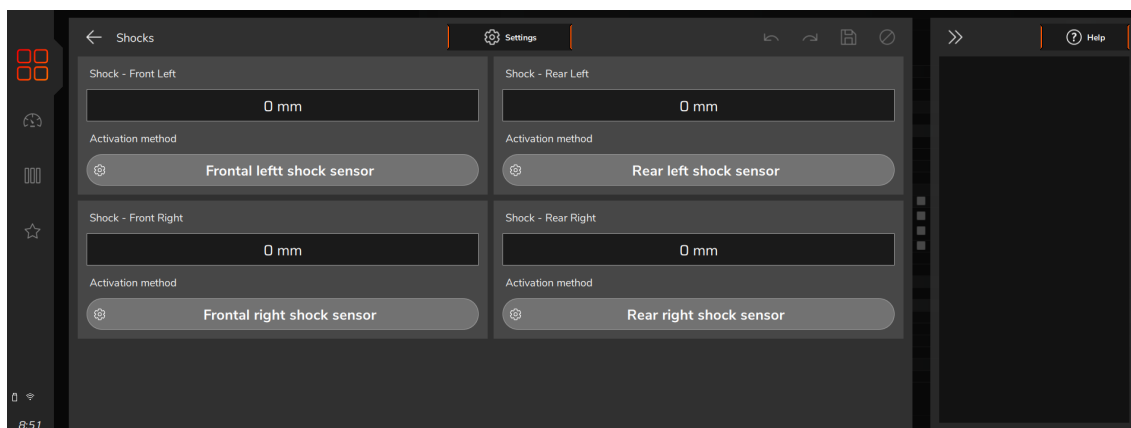 Shocks
Settings
Help
Shock - Front Left
0 mm
Activation method
Frontal leftt shock sensor
Shock - Rear Left
0 mm
Activation method
Rear left shock sensor
Shock - Front Right
0 mm
Activation method
Frontal right shock sensor
Shock - Rear Right
0 mm
Activation method
Rear right shock sensor
8:51